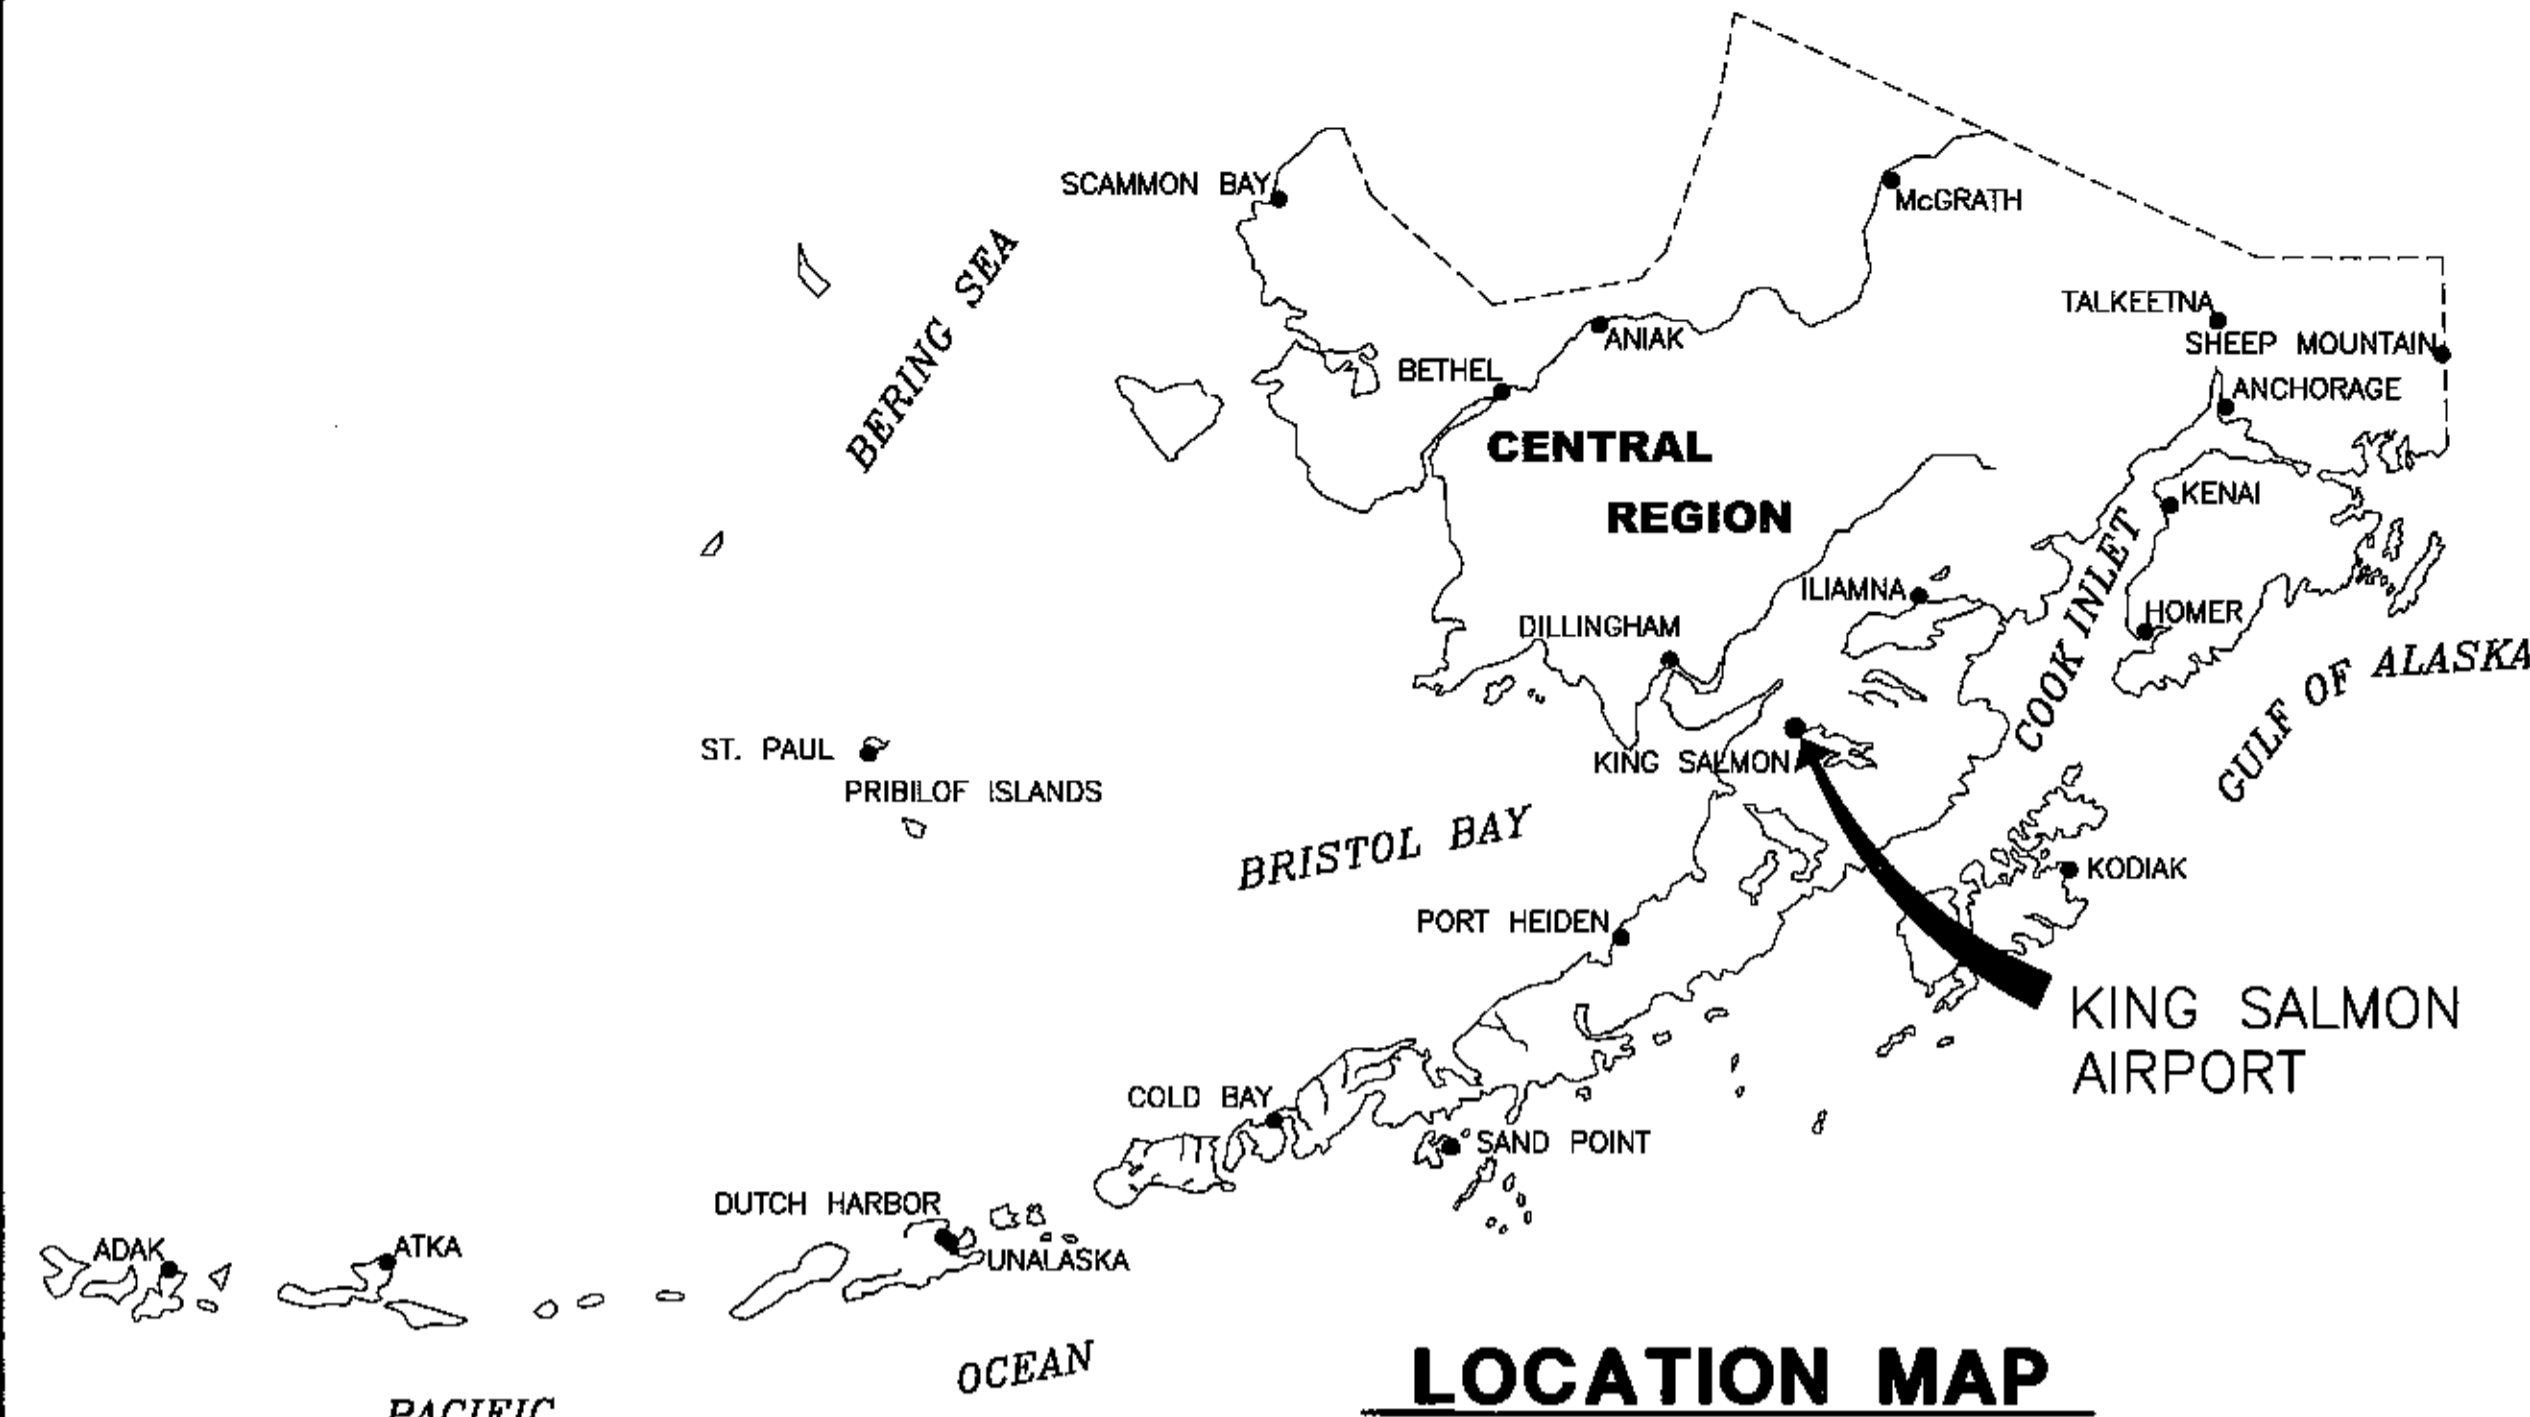 SCAMMON BAY
McGRATH
BERING SEA
TALKEETNA
SHEEP MOUNTAIN
ANIAK
BETHEL
ANCHORAGE
CENTRAL
REGION
KENAI
COOK INLET
ILIAMNA
HOMER
DILLINGHAM
GULF OF ALASKA
ST. PAUL
PRIBILOF ISLANDS
KING SALMON
BRISTOL BAY
KODIAK
PORT HEIDEN
KING SALMON
AIRPORT
COLD BAY
SAND POINT
DUTCH HARBOR
UNALASKA
ADAK
ATKA
PACIFIC
OCEAN
LOCATION MAP